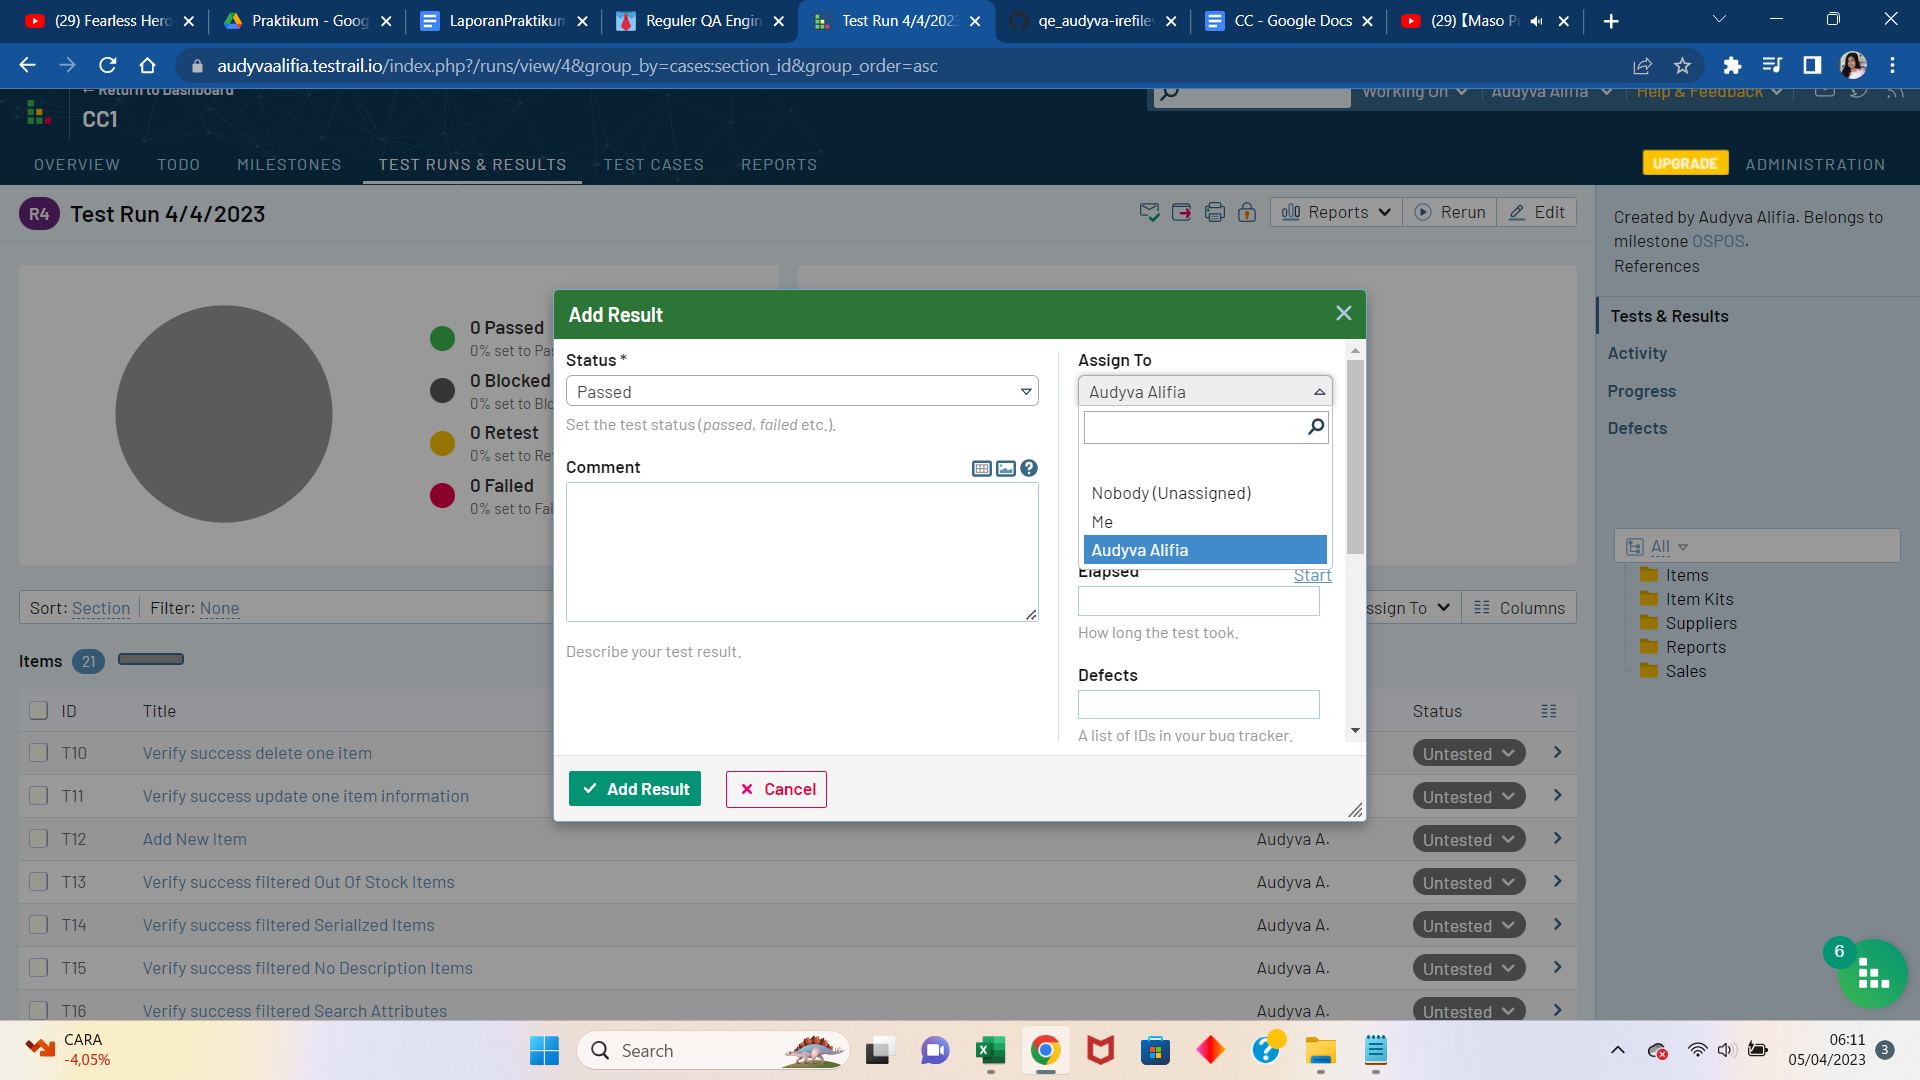 (29) Fearless Hero
Praktikum - Goog
LaporanPraktikum
Reguler QA Engin
Test Run 4/4/202
qe_audyva-irefilev
CC - Google Docs
(29)【Maso P
audyvaalifia.testrail.io/index.php?/runs/view/4&group_by=cases:section_id&group_order=asc
← Return to Dashboard
Working On
Audyva Alifia
Help & Feedback
CC1
OVERVIEW
TODO
MILESTONES
TEST RUNS & RESULTS
TEST CASES
REPORTS
UPGRADE
ADMINISTRATION
R4
Test Run 4/4/2023
Reports
Rerun
Edit
Created by Audyva Alifia. Belongs to
milestone OSPOS.
References
Tests & Results
Activity
Progress
Defects
0 Passed
0% set to Pas
0 Blocked
0% set to Blo
0 Retest
0% set to Re
0 Failed
0% set to Fai
Add Result
Status *
Passed
Set the test status (passed, failed etc.).
Comment
Describe your test result.
Assign To
Audyva Alifia
Nobody (Unassigned)
Me
Audyva Alifia
Elapsed
Start
How long the test took.
Defects
A list of IDs in your bug tracker.
Add Result
Cancel
All
Items
Item Kits
Suppliers
Reports
Sales
Sort: Section
Filter: None
ssign To
Columns
Items 21
ID
Title
Status
T10
Verify success delete one item
Untested
T11
Verify success update one item information
Untested
T12
Add New Item
Audyva A.
Untested
T13
Verify success filtered Out Of Stock Items
Audyva A.
Untested
T14
Verify success filtered Serialized Items
Audyva A.
Untested
T15
Verify success filtered No Description Items
Audyva A.
Untested
T16
Verify success filtered Search Attributes
Audyva A.
Untested
6
CARA
-4,05%
Search
06:11
05/04/2023
3